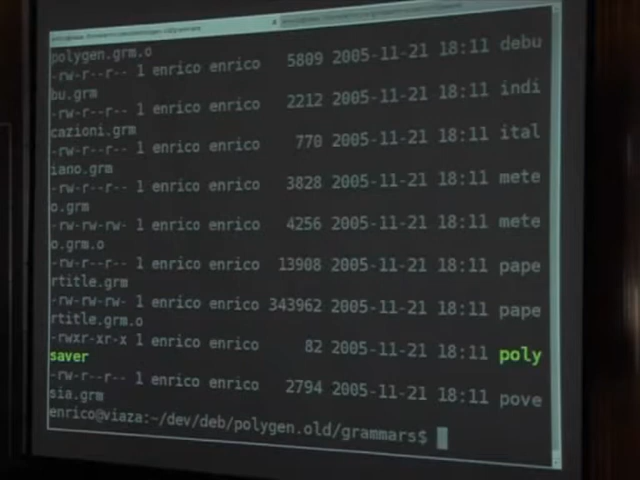 polygen.grm.o
-rw-r--r-- 1 enrico enrico 5809 2005-11-21 18:11 debu
bu.grm
-rw-r--r-- 1 enrico enrico 2212 2005-11-21 18:11 indi
cazioni.grm
-rw-r--r-- 1 enrico enrico 770 2005-11-21 18:11 ital
iano.grm
-rw-r--r-- 1 enrico enrico 3828 2005-11-21 18:11 mete
o.grm
-rw-rw-rw- 1 enrico enrico 4256 2005-11-21 18:11 mete
o.grm.o
-rw-r--r-- 1 enrico enrico 13908 2005-11-21 18:11 pape
rtitle.grm
-rw-rw-rw- 1 enrico enrico 343962 2005-11-21 18:11 pape
rtitle.grm.o
-rwxr-xr-x 1 enrico enrico 82 2005-11-21 18:11 poly
saver
-rw-r--r-- 1 enrico enrico 2794 2005-11-21 18:11 pove
sia.grm
enrico@viaza:~/dev/deb/polygen.old/grammars$